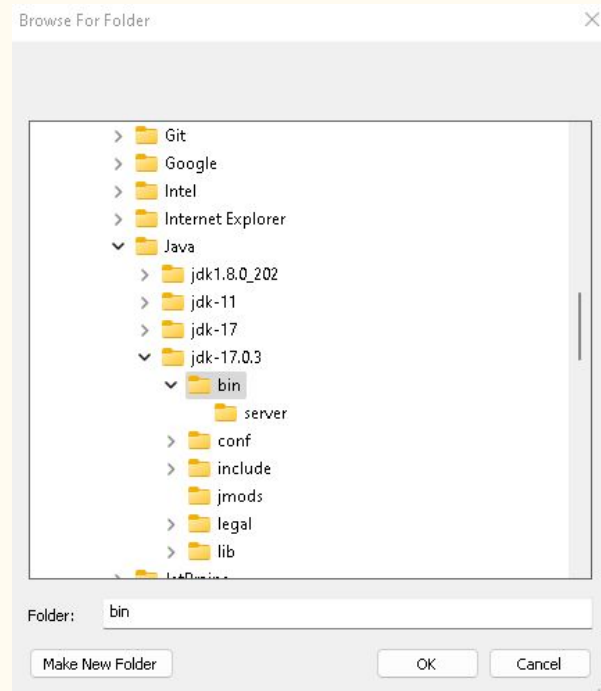 Browse For Folder
Git
Google
Intel
Internet Explorer
Java
jdk1.8.0_202
jdk-11
jdk-17
jdk-17.0.3
bin
server
conf
include
jmods
legal
lib
JetBrains
Folder: bin
Make New Folder OK Cancel